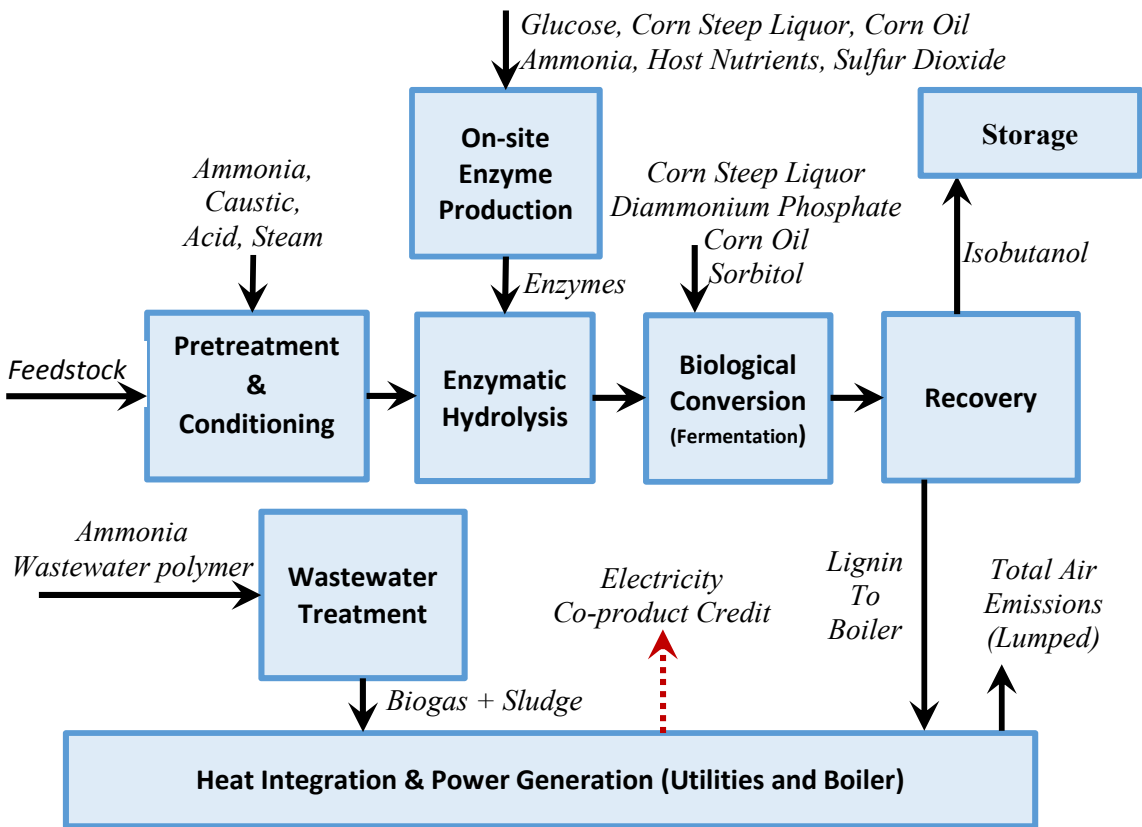 Glucose, Corn Steep Liquor, Corn Oil
Ammonia, Host Nutrients, Sulfur Dioxide
On-site
Enzyme
Production
Storage
Ammonia,
Caustic,
Acid, Steam
Corn Steep Liquor
Diammonium Phosphate
Corn Oil
Sorbitol
Isobutanol
Enzymes
Feedstock
Pretreatment
&
Conditioning
Enzymatic
Hydrolysis
Biological
Conversion
(Fermentation)
Recovery
Ammonia
Wastewater polymer
Wastewater
Treatment
Electricity
Co-product Credit
Lignin
To
Boiler
Total Air
Emissions
(Lumped)
Biogas + Sludge
Heat Integration & Power Generation (Utilities and Boiler)